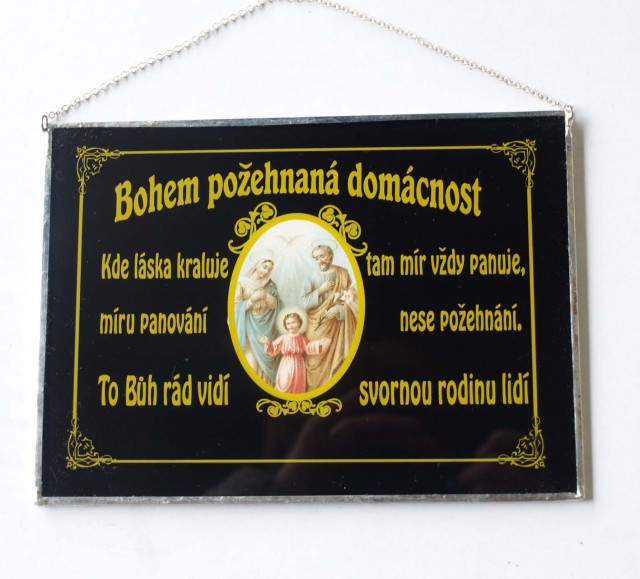 Bohem požehnaná domácnost
Kde láska kraluje tam mír vždy panuje,
míru panování nese požehnání.
To Bůh rád vidí svornou rodinu lidí